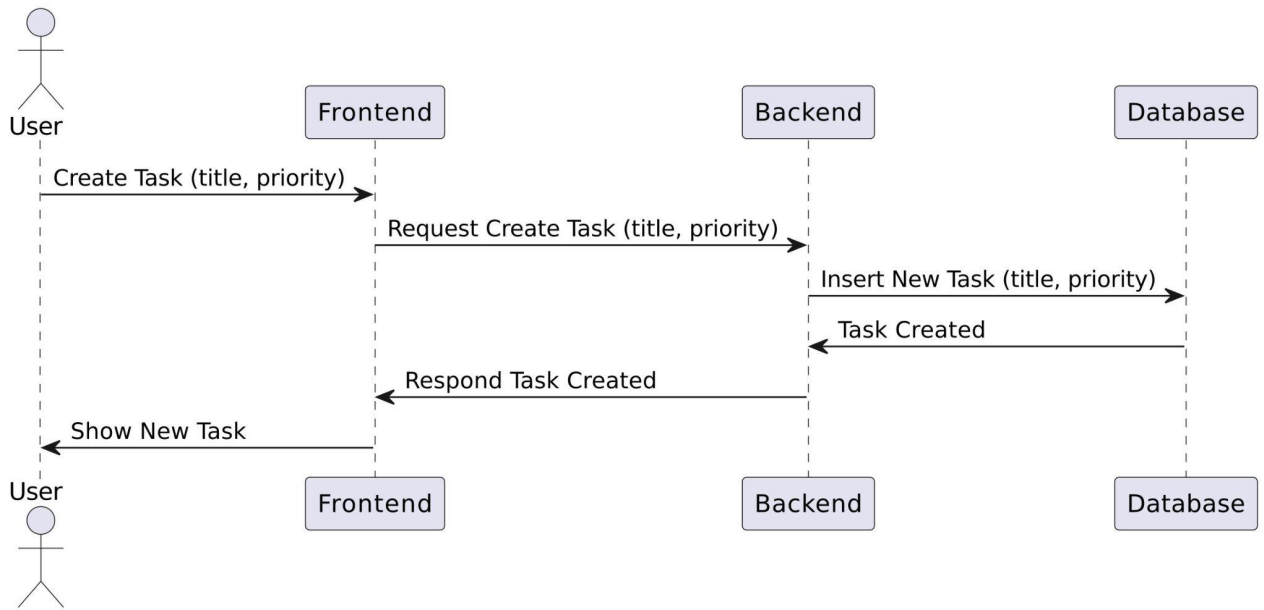 User
Frontend
Backend
Database
Create Task (title, priority)
Request Create Task (title, priority)
Insert New Task (title, priority)
Task Created
Respond Task Created
Show New Task
User
Frontend
Backend
Database